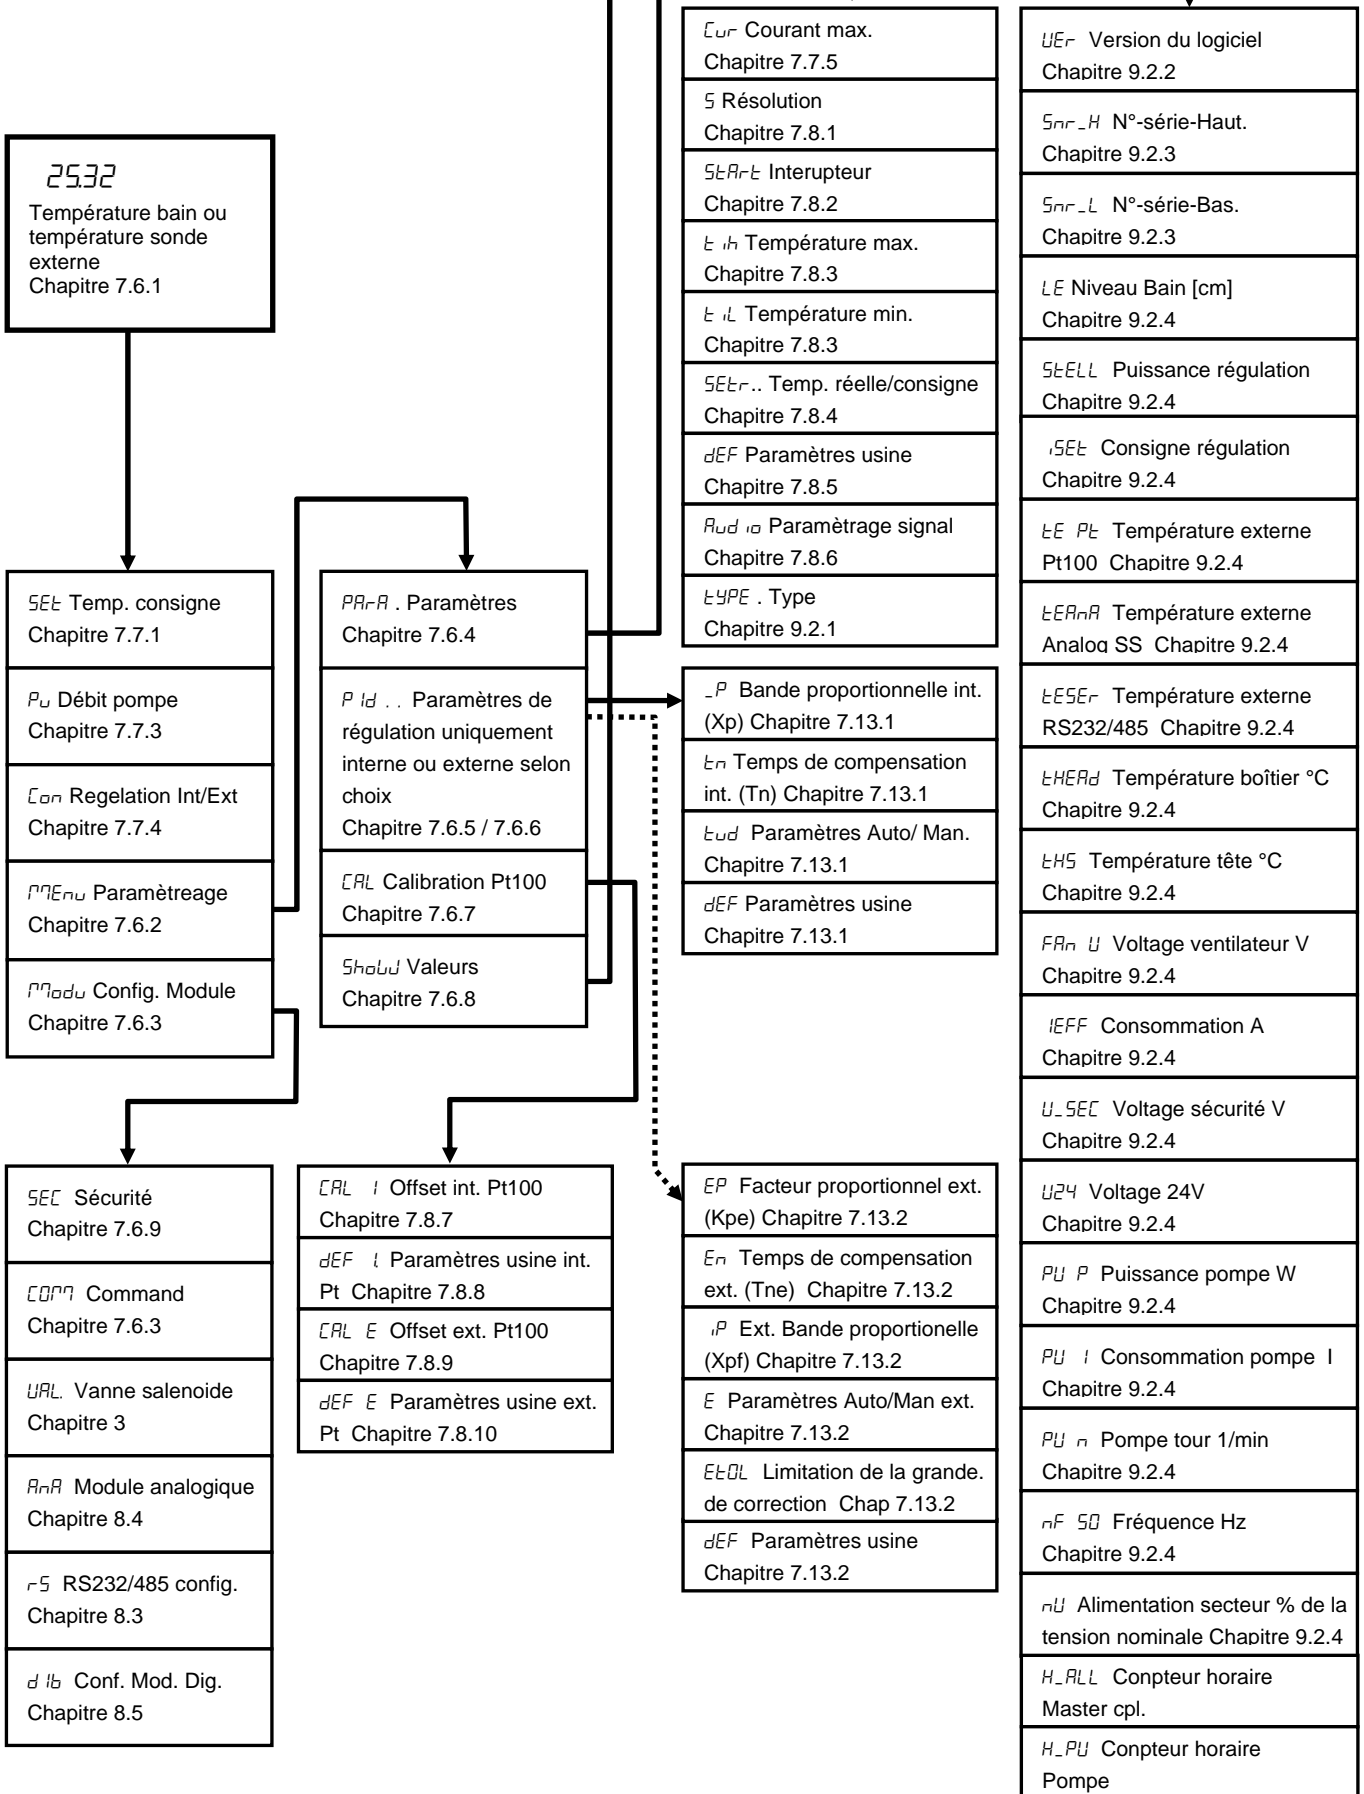 25.32
Température bain ou
température sonde
externe
Chapitre 7.6.1
SEt Temp. consigne
Chapitre 7.7.1
Pu Débit pompe
Chapitre 7.7.3
Con Regelation Int/Ext
Chapitre 7.7.4
MEnu Paramètreage
Chapitre 7.6.2
Modu Config. Module
Chapitre 7.6.3
SEC Sécurité
Chapitre 7.6.9
COM Command
Chapitre 7.6.3
UAL. Vanne salenoide
Chapitre 3
AnA Module analogique
Chapitre 8.4
rS RS232/485 config.
Chapitre 8.3
dIb Conf. Mod. Dig.
Chapitre 8.5
PArA . Paramètres
Chapitre 7.6.4
PId . . Paramètres de
régulation uniquement
interne ou externe selon
choix
Chapitre 7.6.5 / 7.6.6
CAL Calibration Pt100
Chapitre 7.6.7
ShoW Valeurs
Chapitre 7.6.8
CAL I Offset int. Pt100
Chapitre 7.8.7
dEF i Paramètres usine int.
Pt Chapitre 7.8.8
CAL E Offset ext. Pt100
Chapitre 7.8.9
dEF E Paramètres usine ext.
Pt Chapitre 7.8.10
Cur Courant max.
Chapitre 7.7.5
S Résolution
Chapitre 7.8.1
StArt Interupteur
Chapitre 7.8.2
t ih Température max.
Chapitre 7.8.3
t iL Température min.
Chapitre 7.8.3
SEtr.. Temp. réelle/consigne
Chapitre 7.8.4
dEF Paramètres usine
Chapitre 7.8.5
Audio Paramètrage signal
Chapitre 7.8.6
tYPE . Type
Chapitre 9.2.1
_P Bande proportionnelle int.
(Xp) Chapitre 7.13.1
tn Temps de compensation
int. (Tn) Chapitre 7.13.1
tud Paramètres Auto/ Man.
Chapitre 7.13.1
dEF Paramètres usine
Chapitre 7.13.1
EP Facteur proportionnel ext.
(Kpe) Chapitre 7.13.2
En Temps de compensation
ext. (Tne) Chapitre 7.13.2
iP Ext. Bande proportionelle
(Xpf) Chapitre 7.13.2
E Paramètres Auto/Man ext.
Chapitre 7.13.2
EtOL Limitation de la grande.
de correction Chap 7.13.2
dEF Paramètres usine
Chapitre 7.13.2
UEr Version du logiciel
Chapitre 9.2.2
Snr_H N°-série-Haut.
Chapitre 9.2.3
Snr_L N°-série-Bas.
Chapitre 9.2.3
LE Niveau Bain [cm]
Chapitre 9.2.4
StELL Puissance régulation
Chapitre 9.2.4
iSEt Consigne régulation
Chapitre 9.2.4
tE Pt Température externe
Pt100 Chapitre 9.2.4
tEAnA Température externe
Analog SS Chapitre 9.2.4
tESEr Température externe
RS232/485 Chapitre 9.2.4
tHEAd Température boîtier °C
Chapitre 9.2.4
tHS Température tête °C
Chapitre 9.2.4
FAn U Voltage ventilateur V
Chapitre 9.2.4
IEFF Consommation A
Chapitre 9.2.4
U_SEC Voltage sécurité V
Chapitre 9.2.4
U24 Voltage 24V
Chapitre 9.2.4
PU P Puissance pompe W
Chapitre 9.2.4
PU I Consommation pompe I
Chapitre 9.2.4
PU n Pompe tour 1/min
Chapitre 9.2.4
nF 50 Fréquence Hz
Chapitre 9.2.4
nU Alimentation secteur % de la
tension nominale Chapitre 9.2.4
H_ALL Conpteur horaire
Master cpl.
H_PU Conpteur horaire
Pompe